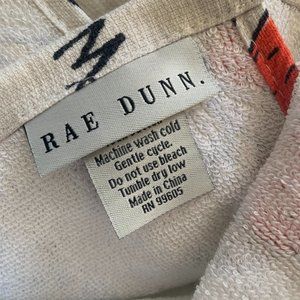 RAE DUNN.
Machine wash cold
Gentle cycle.
Do not use bleach
Tumble dry low
Made in China
RN 99605